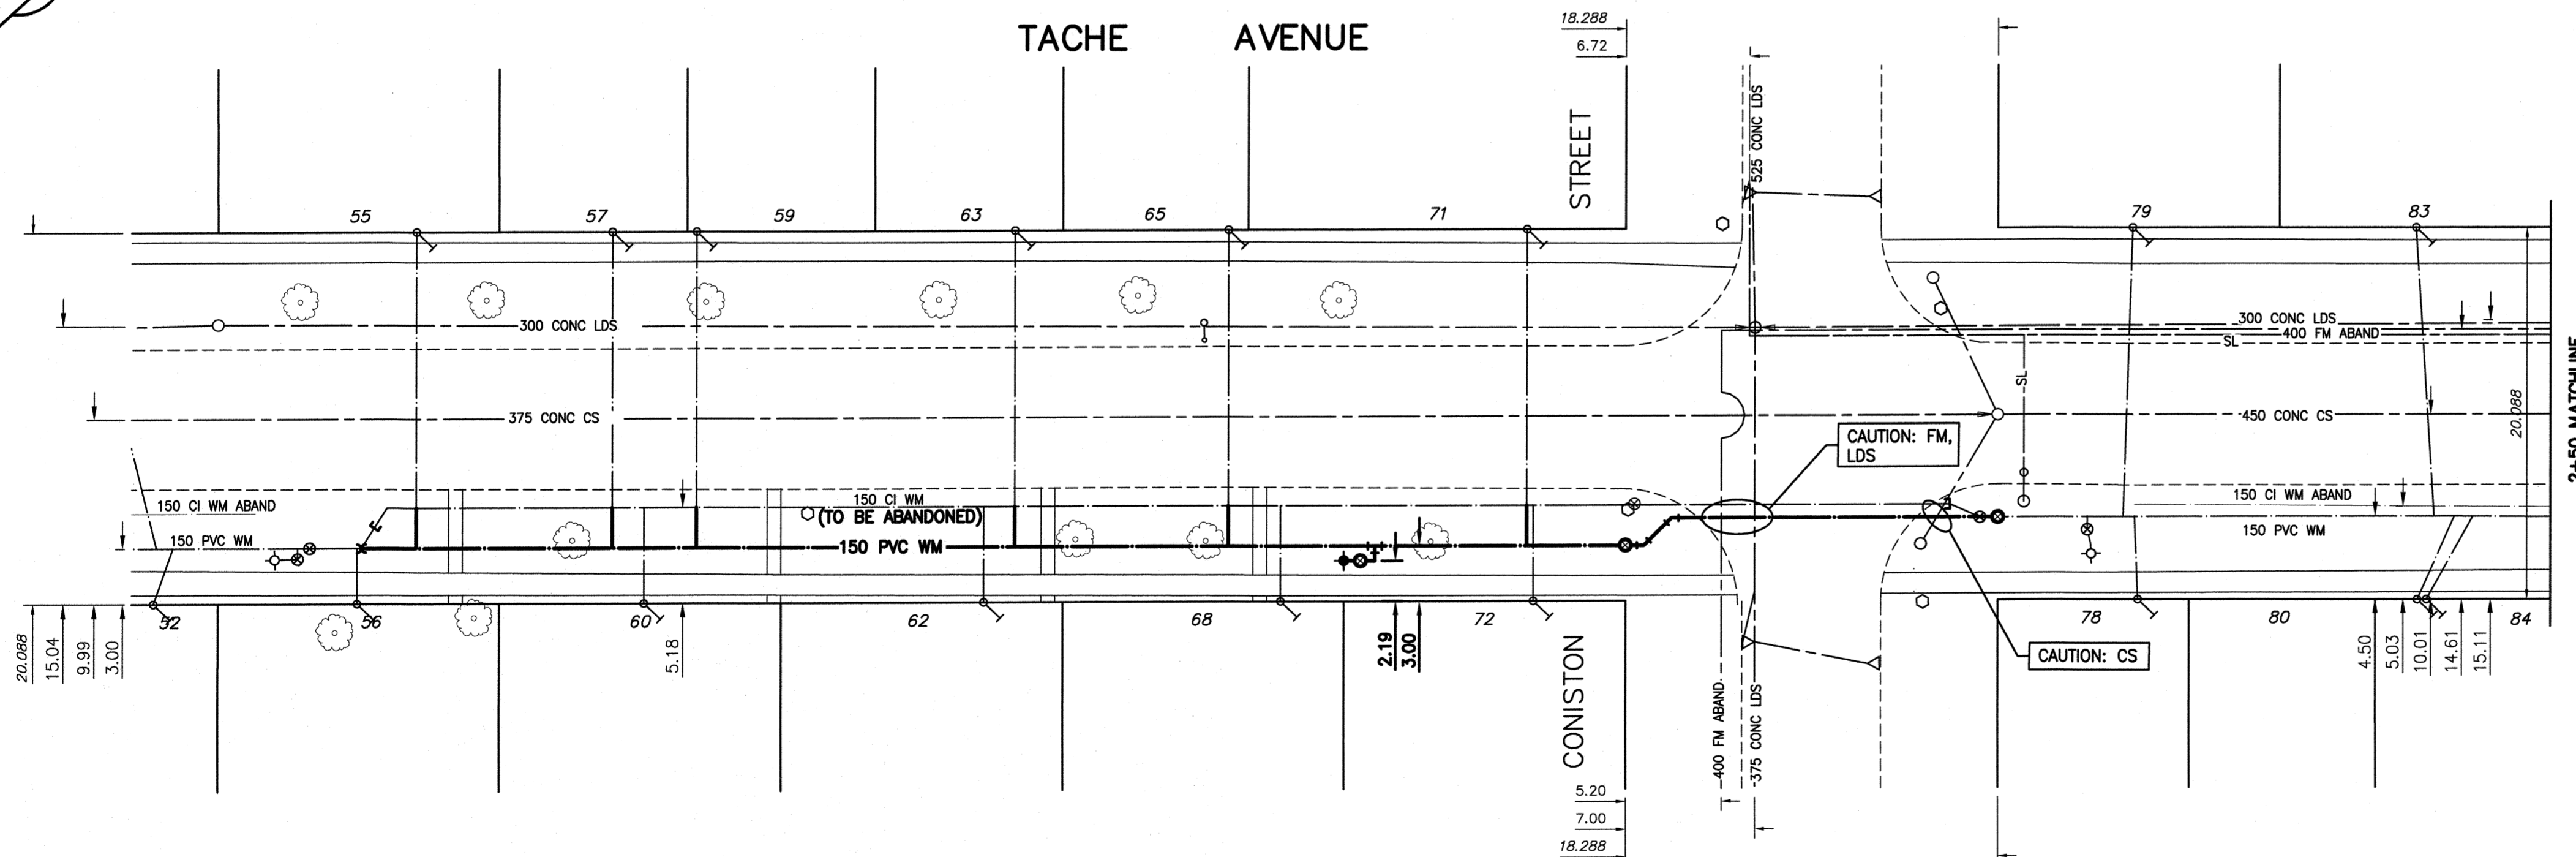 TACHE AVENUE
18.288
6.72
STREET
525 CONC LDS
55
57
59
63
65
71
79
83
300 CONC LDS
300 CONC LDS
400 FM ABAND
SL
SL
375 CONC CS
450 CONC CS
20.088
2+50 MATCHLINE
CAUTION: FM,
LDS
150 CI WM ABAND
150 CI WM
(TO BE ABANDONED)
150 CI WM ABAND
150 PVC WM
150 PVC WM
150 PVC WM
52
56
60
62
68
72
78
80
84
20.088
15.04
9.99
3.00
5.18
2.19
3.00
CONISTON
400 FM ABAND
375 CONC LDS
CAUTION: CS
4.50
5.03
10.01
14.61
15.11
5.20
7.00
18.288